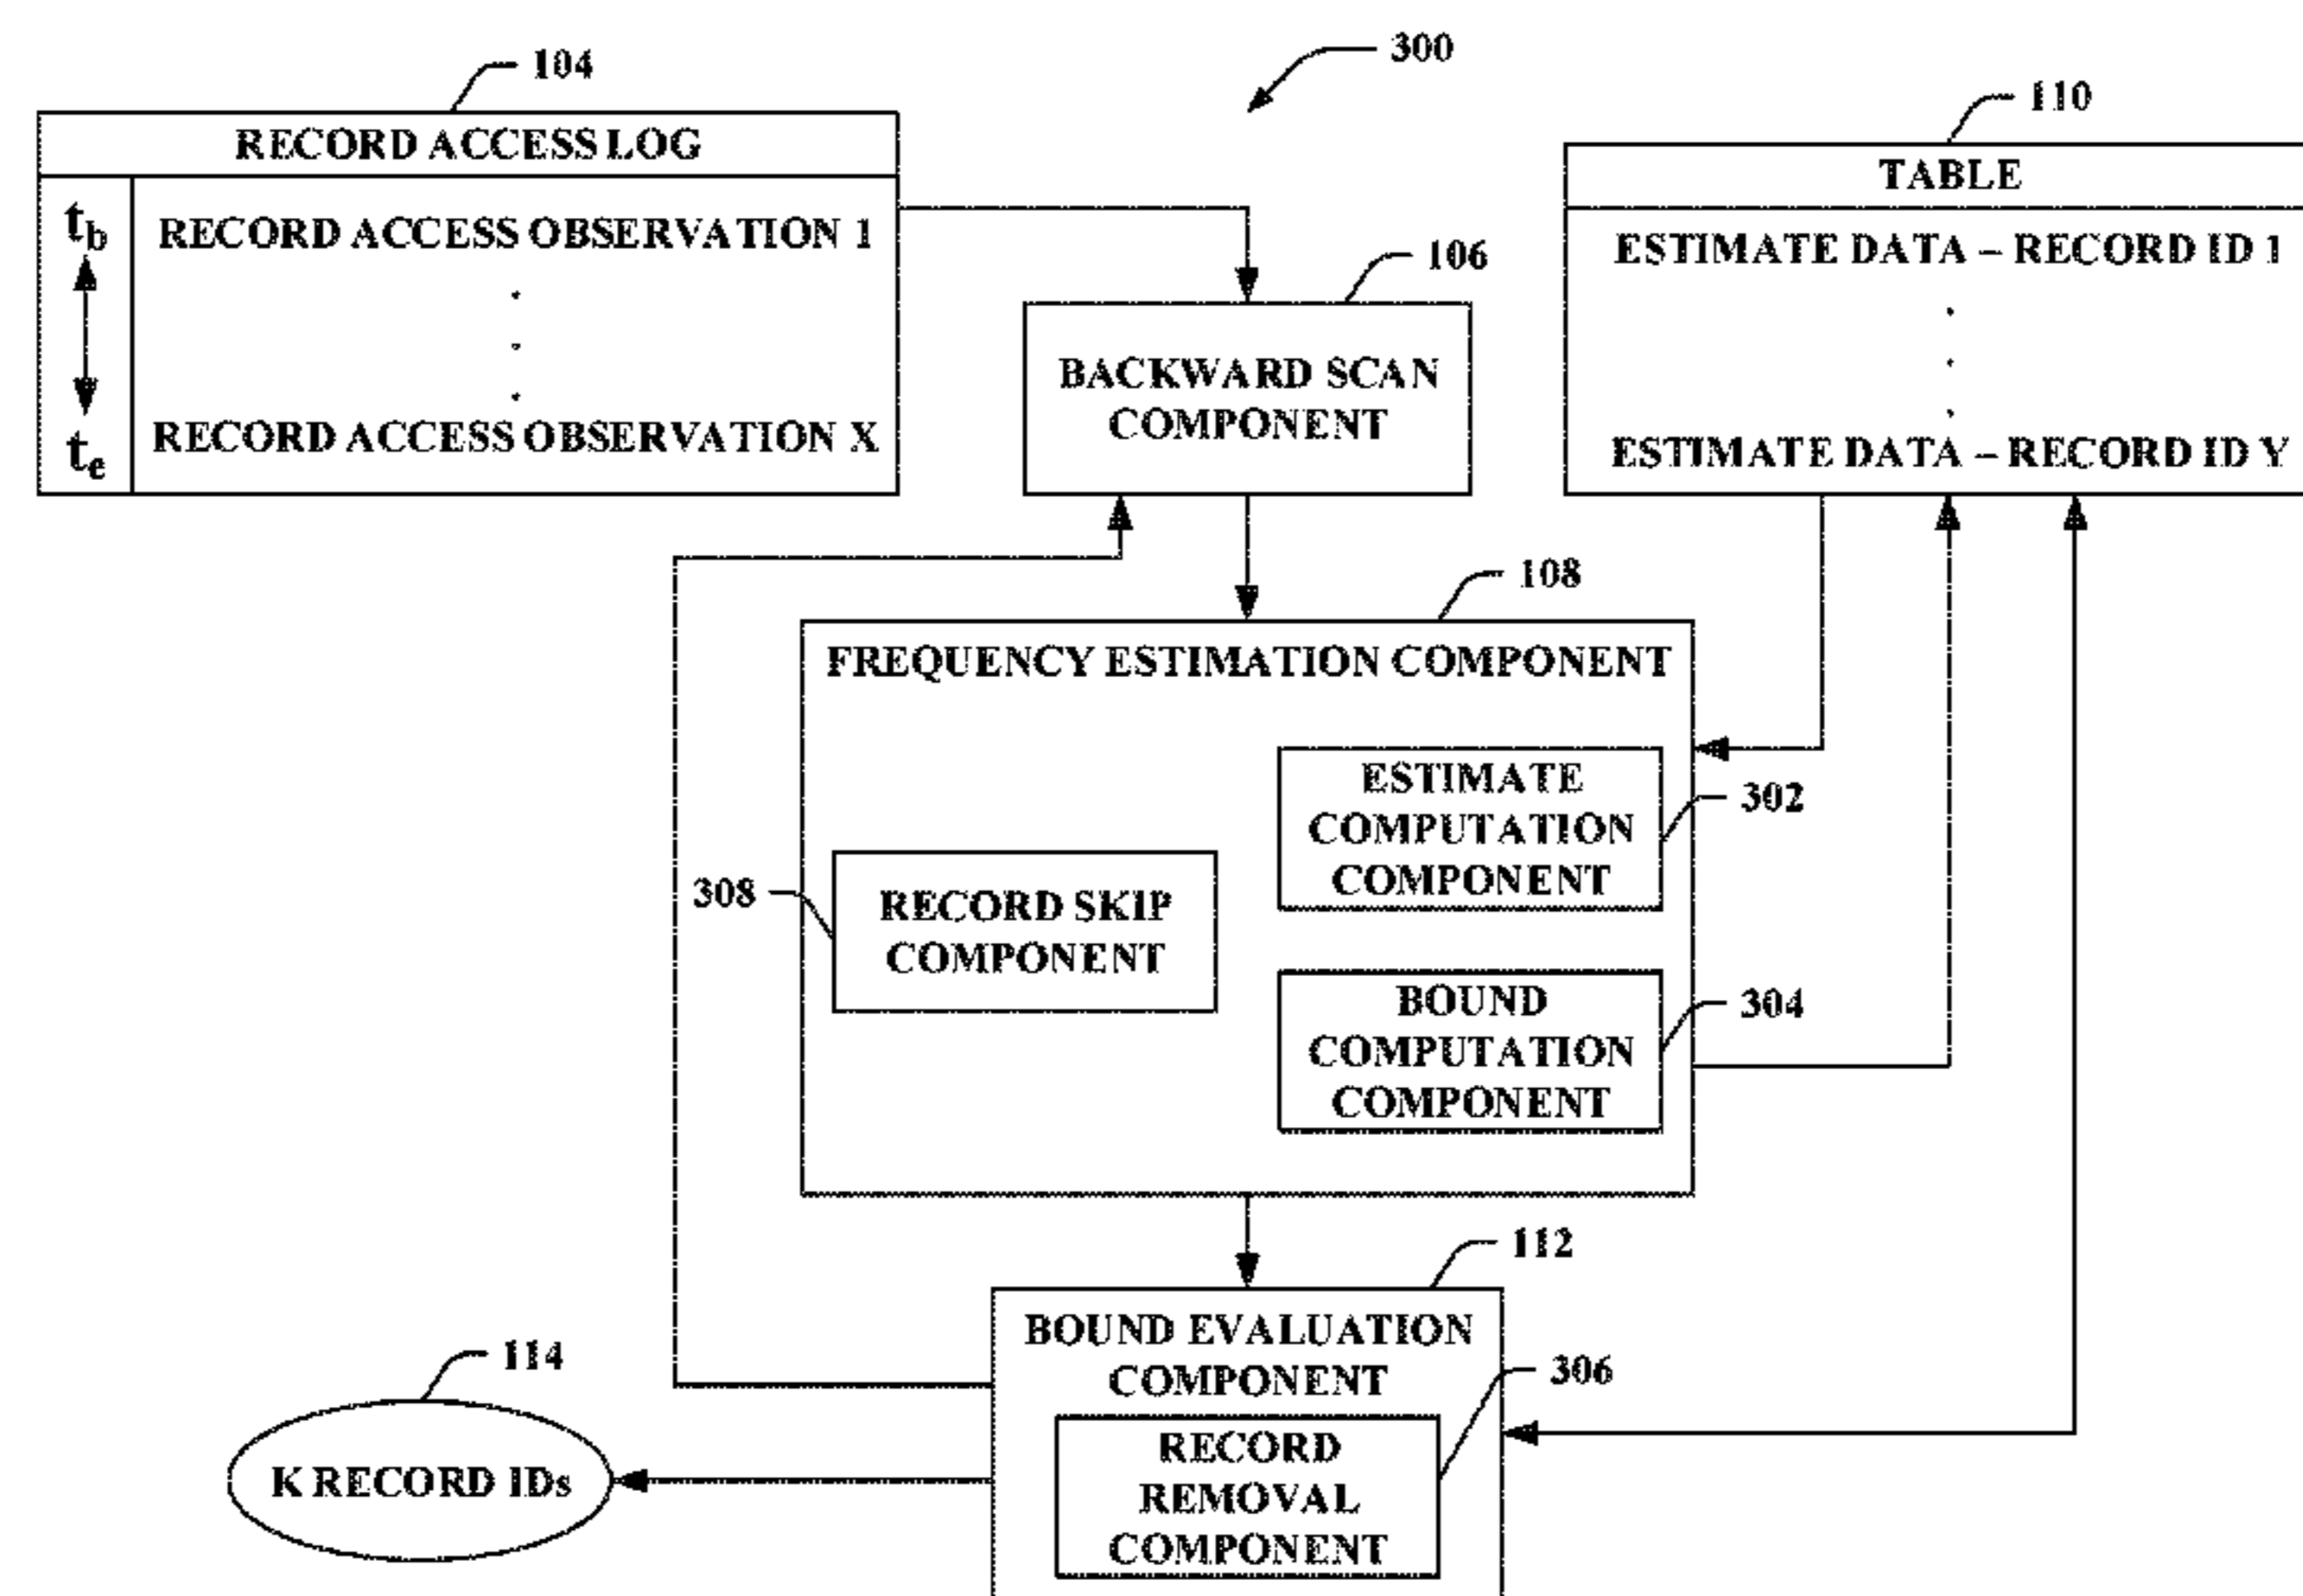 300
104
RECORD ACCESS LOG
tb
RECORD ACCESS OBSERVATION 1
te
RECORD ACCESS OBSERVATION X
110
TABLE
ESTIMATE DATA – RECORD ID 1
ESTIMATE DATA – RECORD ID Y
106
BACKWARD SCAN
COMPONENT
108
FREQUENCY ESTIMATION COMPONENT
ESTIMATE
COMPUTATION
COMPONENT
302
308
RECORD SKIP
COMPONENT
BOUND
COMPUTATION
COMPONENT
304
112
BOUND EVALUATION
COMPONENT
306
RECORD
REMOVAL
COMPONENT
114
K RECORD IDs